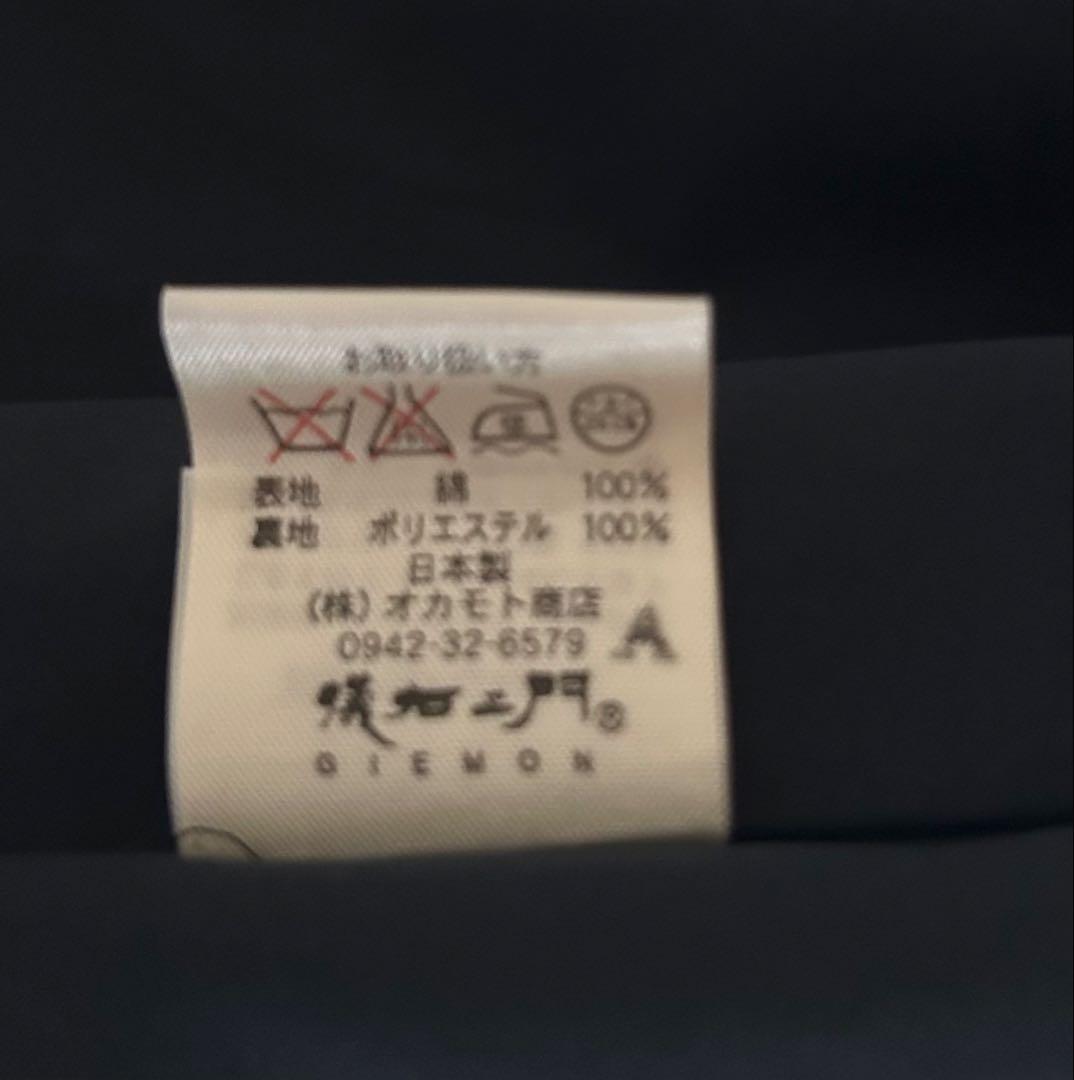 お取り扱い方
表地 綿 100%
裏地 ポリエステル 100%
日本製
(株)オカモト商店
0942-32-6579 A
儀右ヱ門®
GIEMON